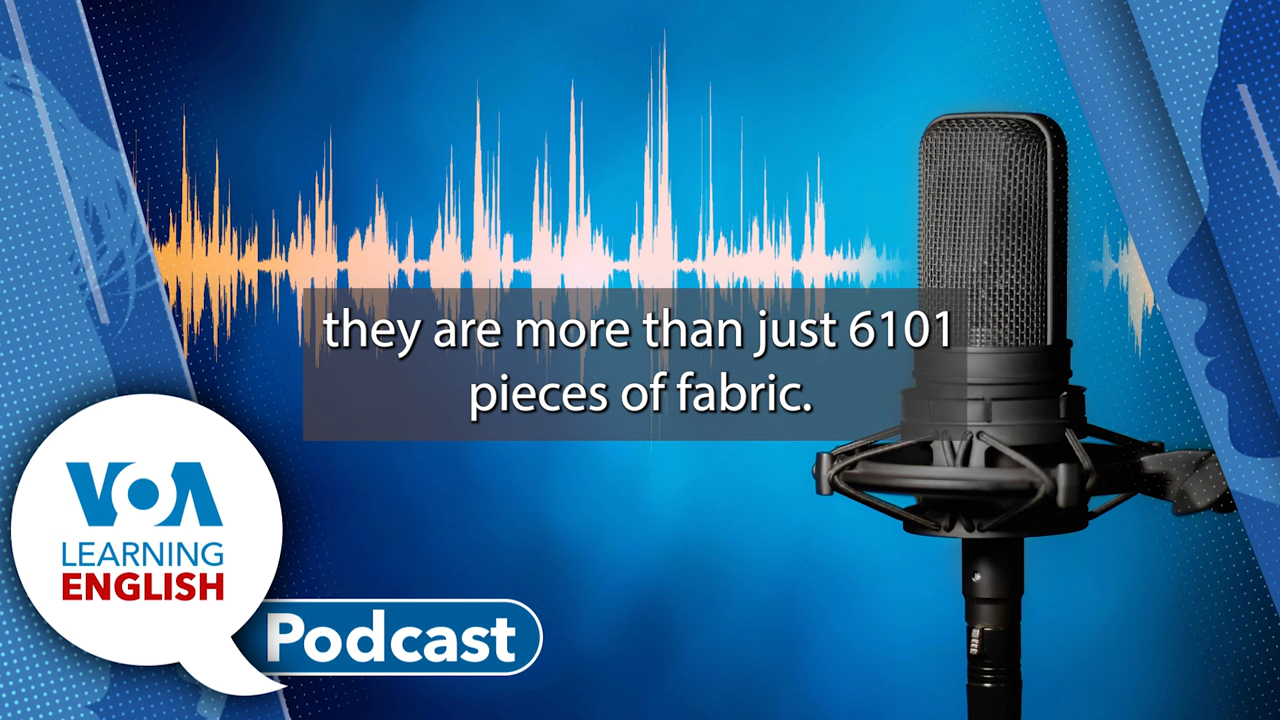 they are more than just 6101
pieces of fabric.
VOA
LEARNING
ENGLISH
Podcast